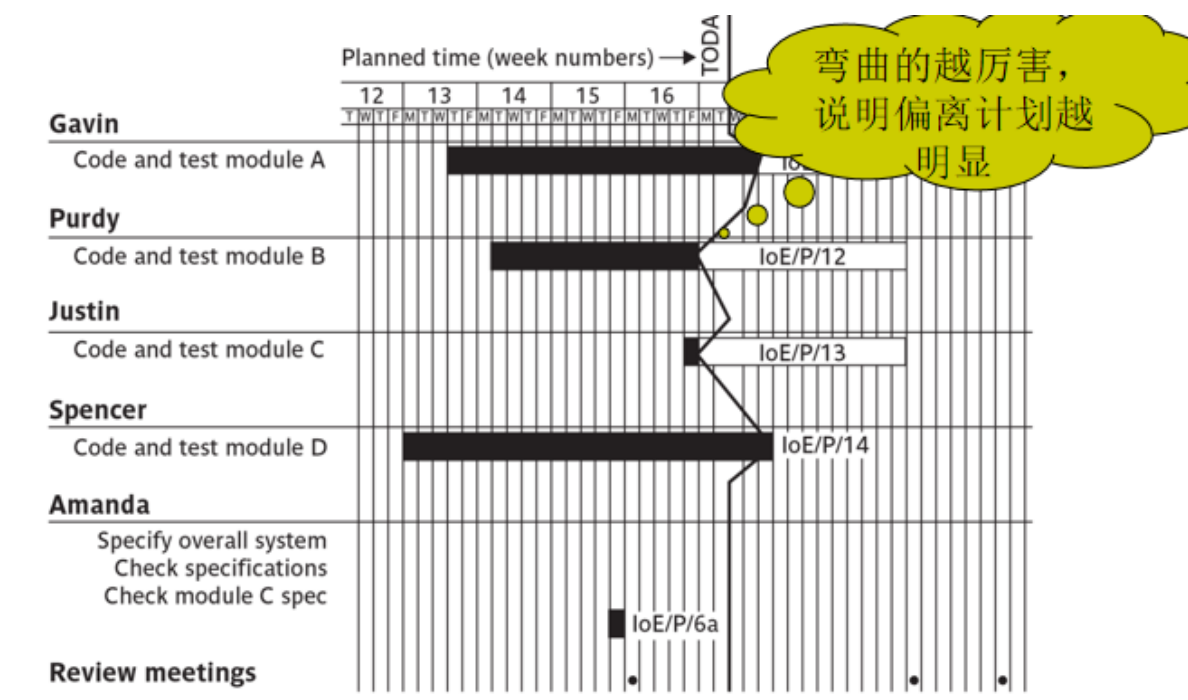 Planned time (week numbers)
TODA
弯曲的越厉害，
说明偏离计划越
明显
12 13 14 15 16
T W T F M T W T F M T W T F M T W T F M T W T F M T W
Gavin
Code and test module A
Purdy
Code and test module B
IoE/P/12
Justin
Code and test module C
IoE/P/13
Spencer
Code and test module D
IoE/P/14
Amanda
Specify overall system
Check specifications
Check module C spec
IoE/P/6a
Review meetings